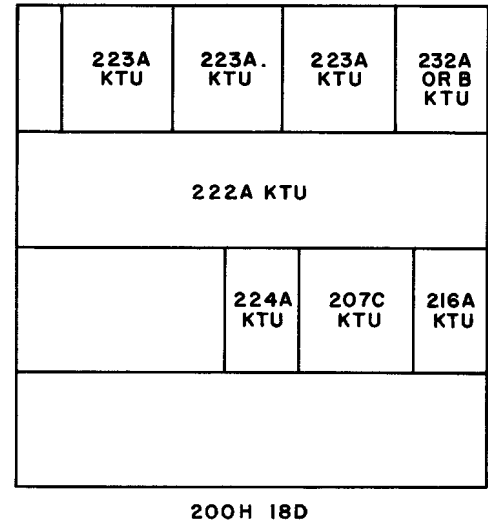 223A
KTU
223A.
KTU
223A
KTU
232A
OR B
KTU
222A KTU
224A
KTU
207C
KTU
216A
KTU
200H 18D